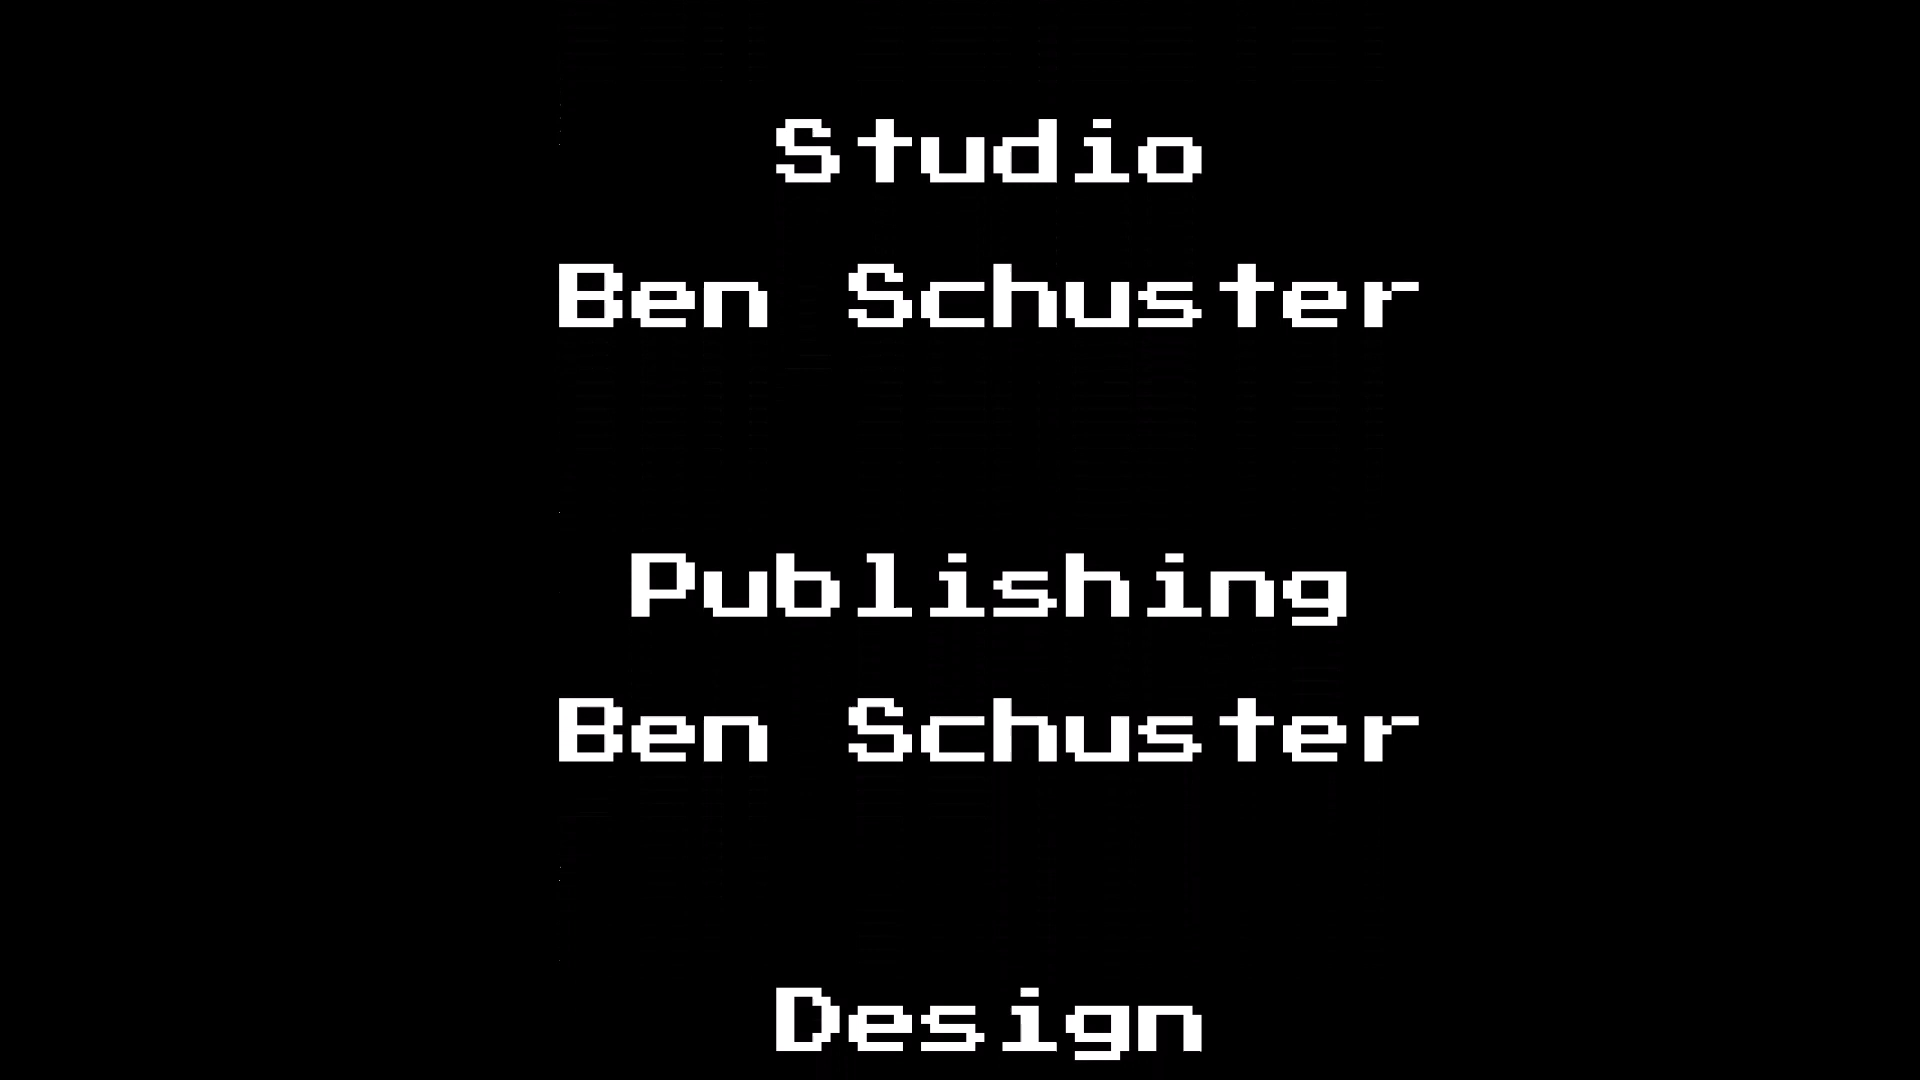 Studio
Ben Schuster
Publishing
Ben Schuster
Design